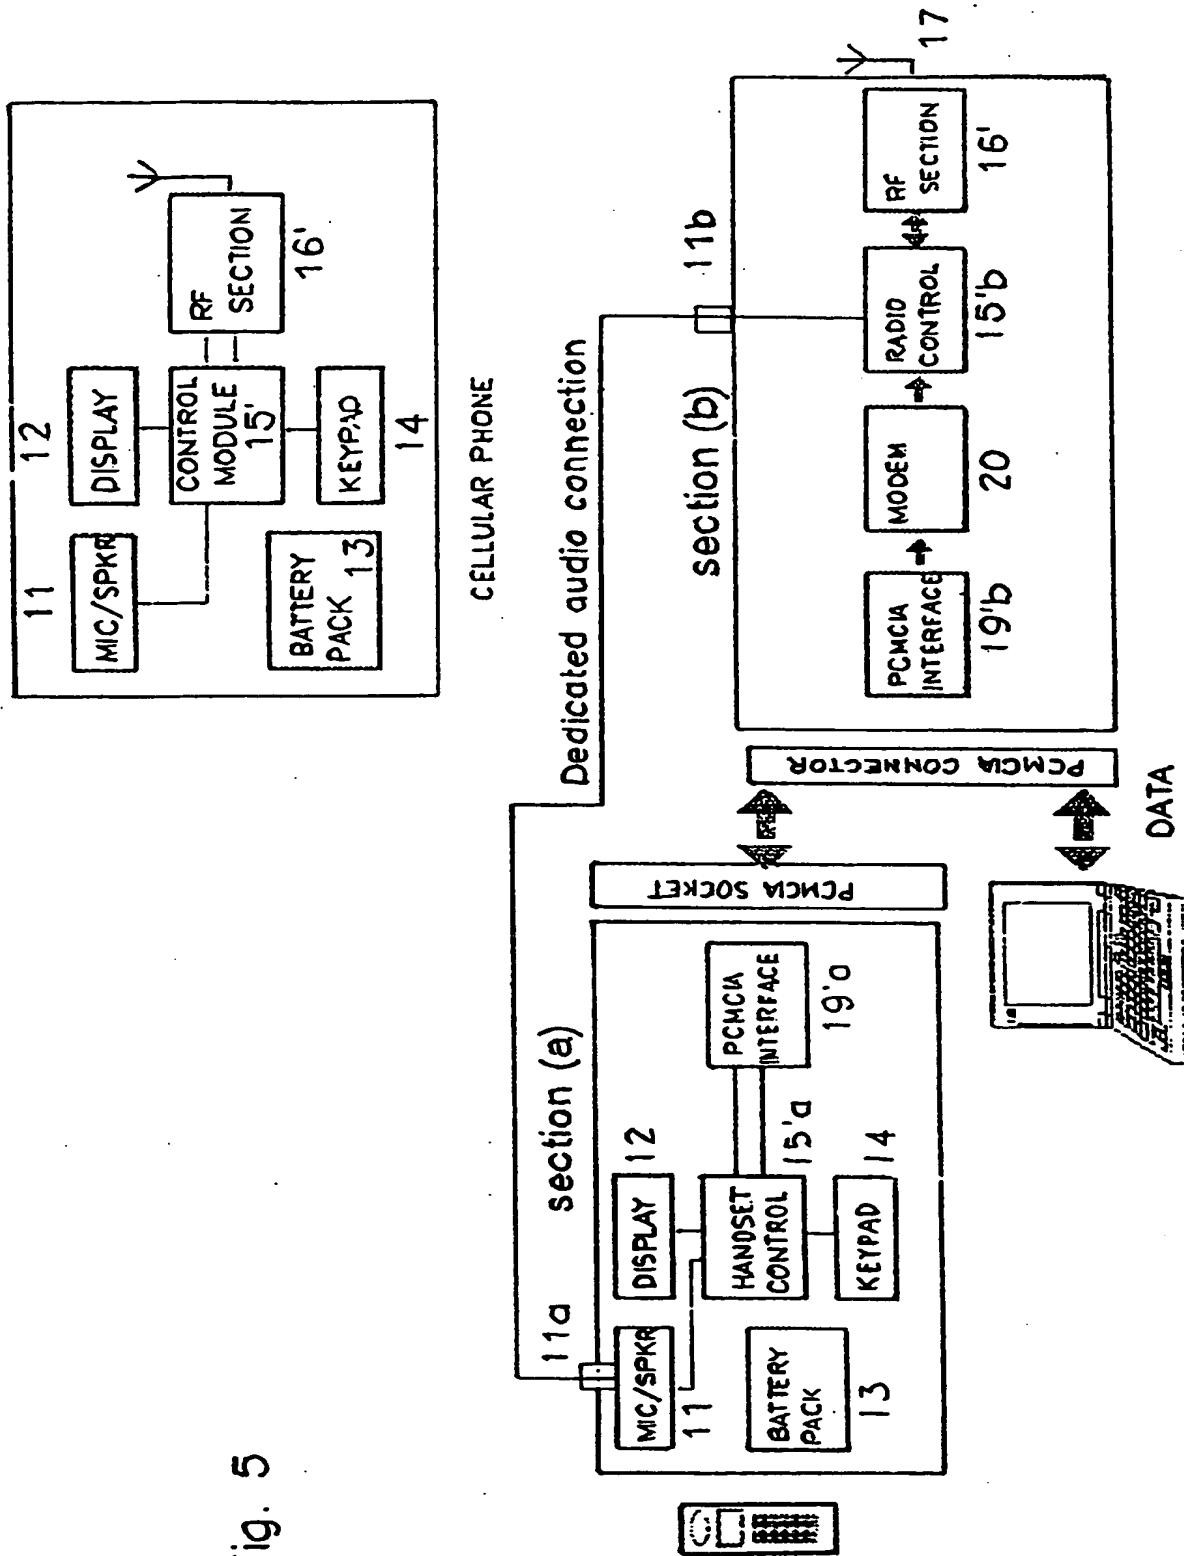 ig. 5
11
12
MIC/SPKR
DISPLAY
BATTERY
PACK 13
CONTROL
MODULE
15'
KEYPAD
14
RF
SECTION
16'
CELLULAR PHONE
Dedicated audio connection
11a
section (a)
MIC/SPKR
11
DISPLAY
12
BATTERY
PACK
13
HANDSET
CONTROL
15'a
KEYPAD
14
PCMCIA
INTERFACE
19'a
PCMCIA SOCKET
section (b)
11b
PCMCIA CONNECTOR
PCMCIA
INTERFACE
19'b
MODEM
20
RADIO
CONTROL
15'b
RF
SECTION
16'
17
DATA